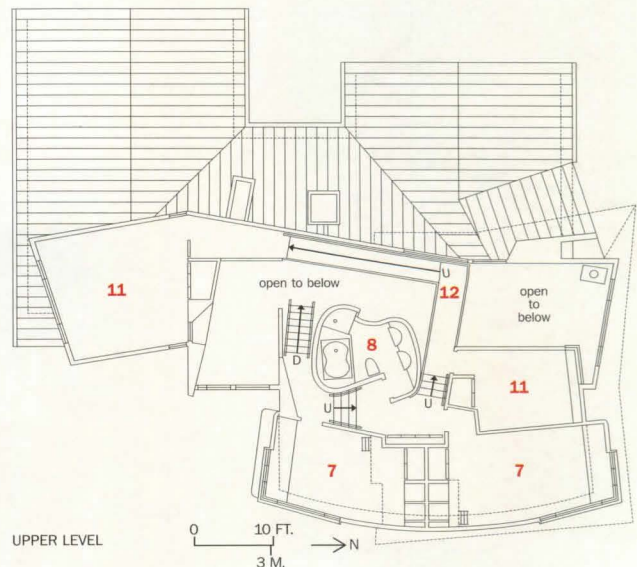 U
11
open to below
12
open
to
below
8
D
11
U
U
7
7
UPPER LEVEL
0
10 FT.
3 M.
N